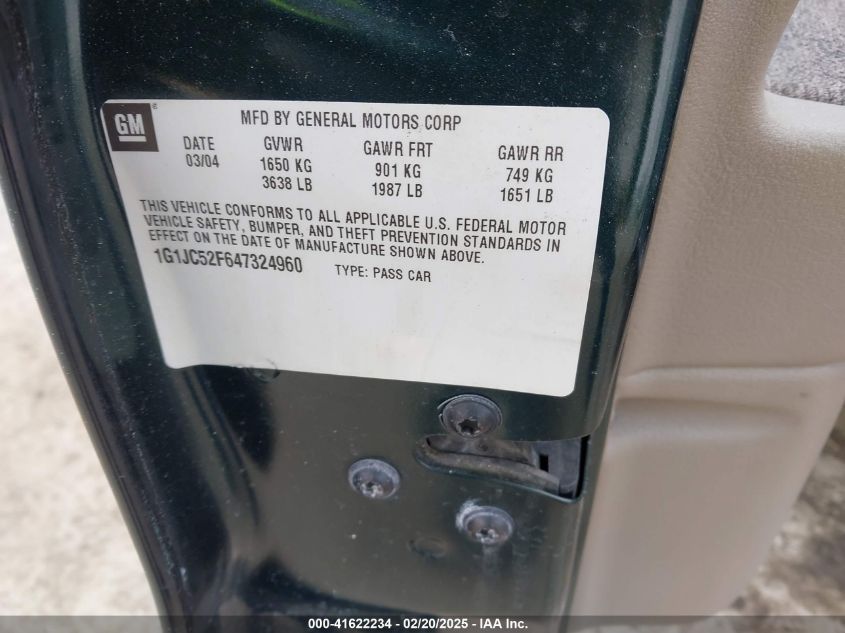 GM
MFD BY GENERAL MOTORS CORP
DATE GVWR GAWR FRT GAWR RR
03/04 1650 KG 901 KG 749 KG
3638 LB 1987 LB 1651 LB
THIS VEHICLE CONFORMS TO ALL APPLICABLE U.S. FEDERAL MOTOR
VEHICLE SAFETY, BUMPER, AND THEFT PREVENTION STANDARDS IN
EFFECT ON THE DATE OF MANUFACTURE SHOWN ABOVE.
1G1JC52F647324960 TYPE: PASS CAR
000-41622234 - 02/20/2025 - IAA Inc.